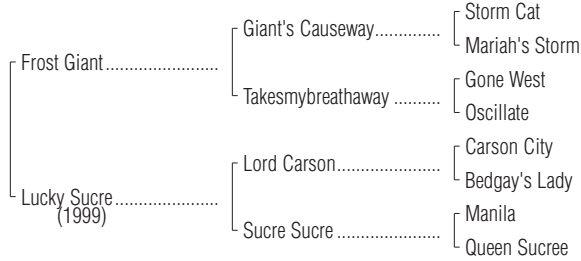 Storm Cat
Giant's Causeway..............
Mariah's Storm
Frost Giant........................
Gone West
Takesmybreathaway ..........
Oscillate
Carson City
Lord Carson......................
Bedgay's Lady
Lucky Sucre......................
(1999)
Manila
Sucre Sucre ......................
Queen Sucree